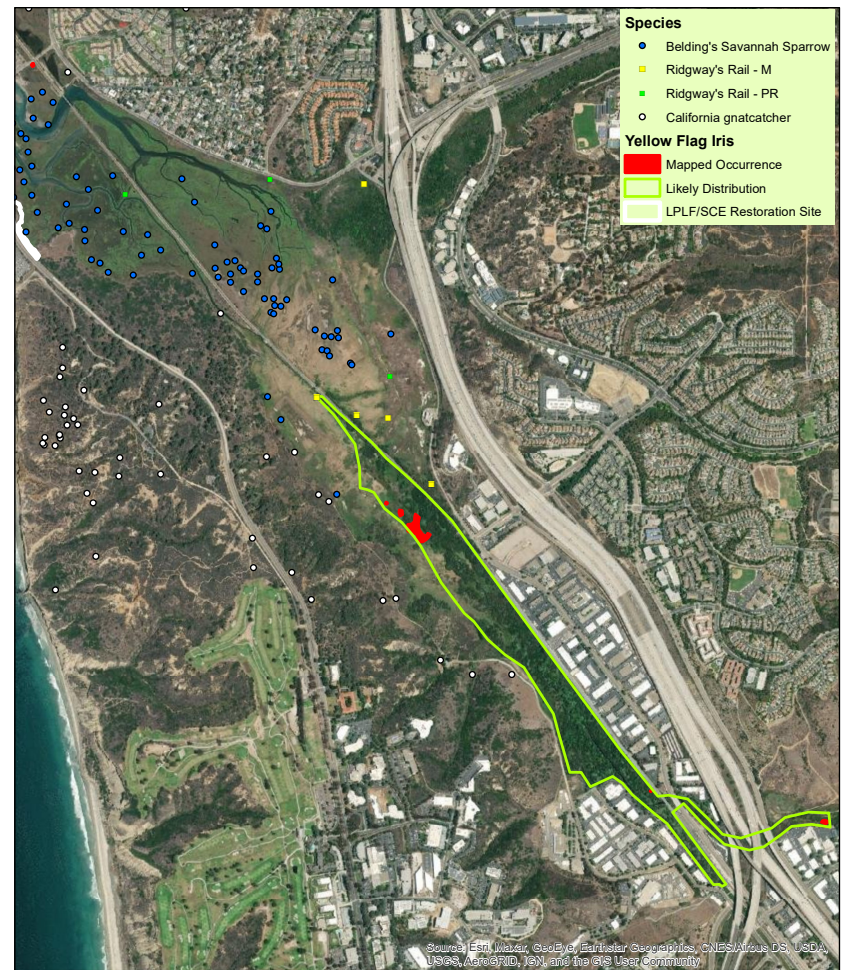 Species
Belding's Savannah Sparrow
Ridgway's Rail - M
Ridgway's Rail - PR
California gnatcatcher
Yellow Flag Iris
Mapped Occurrence
Likely Distribution
LPLF/SCE Restoration Site
Source: Esri, Maxar, GeoEye, Earthstar Geographics, CNES/Airbus DS, USDA,
USGS, AeroGRID, IGN, and the GIS User Community